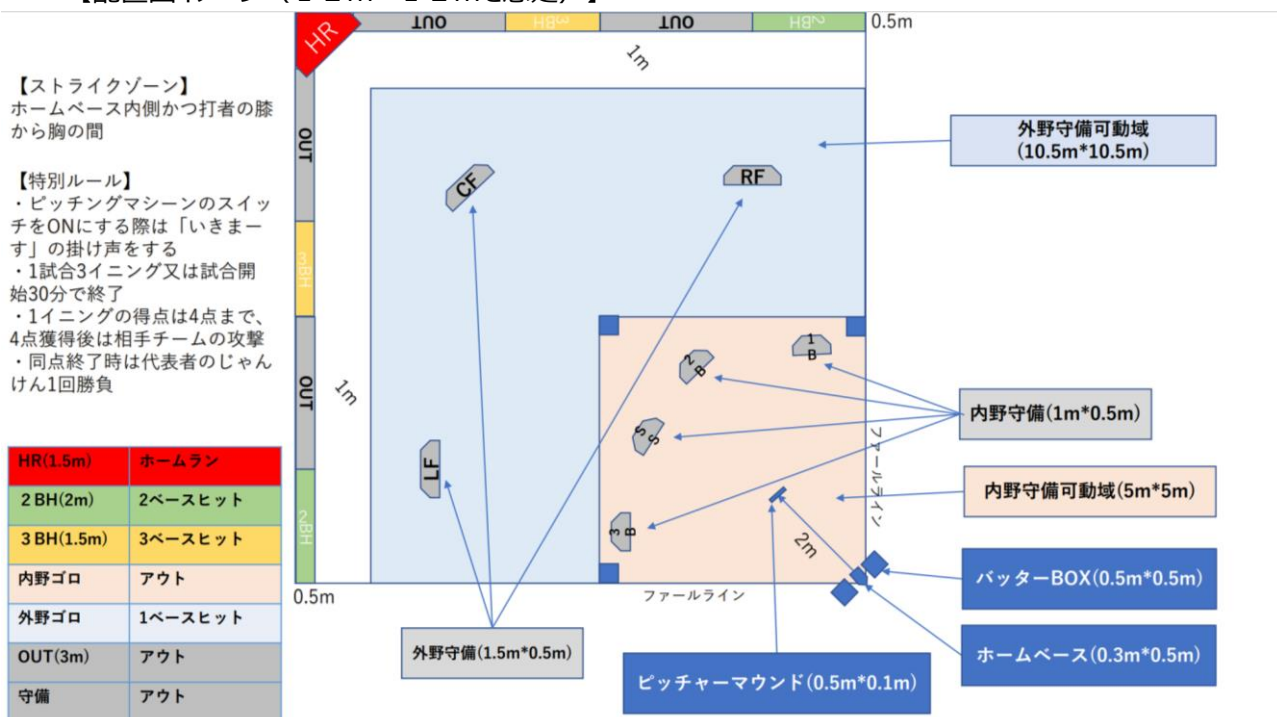 HR
OUT
3BH
OUT
2BH
0.5m
1m
【ストライクゾーン】
ホームベース内側かつ打者の膝
から胸の間
【特別ルール】
・ピッチングマシーンのスイッ
チをONにする際は「いきまー
す」の掛け声をする
・1試合3イニング又は試合開
始30分で終了
・1イニングの得点は4点まで、
4点獲得後は相手チームの攻撃
・同点終了時は代表者のじゃん
けん1回勝負
OUT
3BH
OUT
2BH
1m
0.5m
CF
RF
LF
1B
2B
SS
3B
2m
ファールライン
ファールライン
外野守備可動域
(10.5m*10.5m)
内野守備(1m*0.5m)
内野守備可動域(5m*5m)
バッターBOX(0.5m*0.5m)
ホームベース(0.3m*0.5m)
ピッチャーマウンド(0.5m*0.1m)
外野守備(1.5m*0.5m)
HR(1.5m) ホームラン
2 BH(2m) 2ベースヒット
3 BH(1.5m) 3ベースヒット
内野ゴロ アウト
外野ゴロ 1ベースヒット
OUT(3m) アウト
守備 アウト